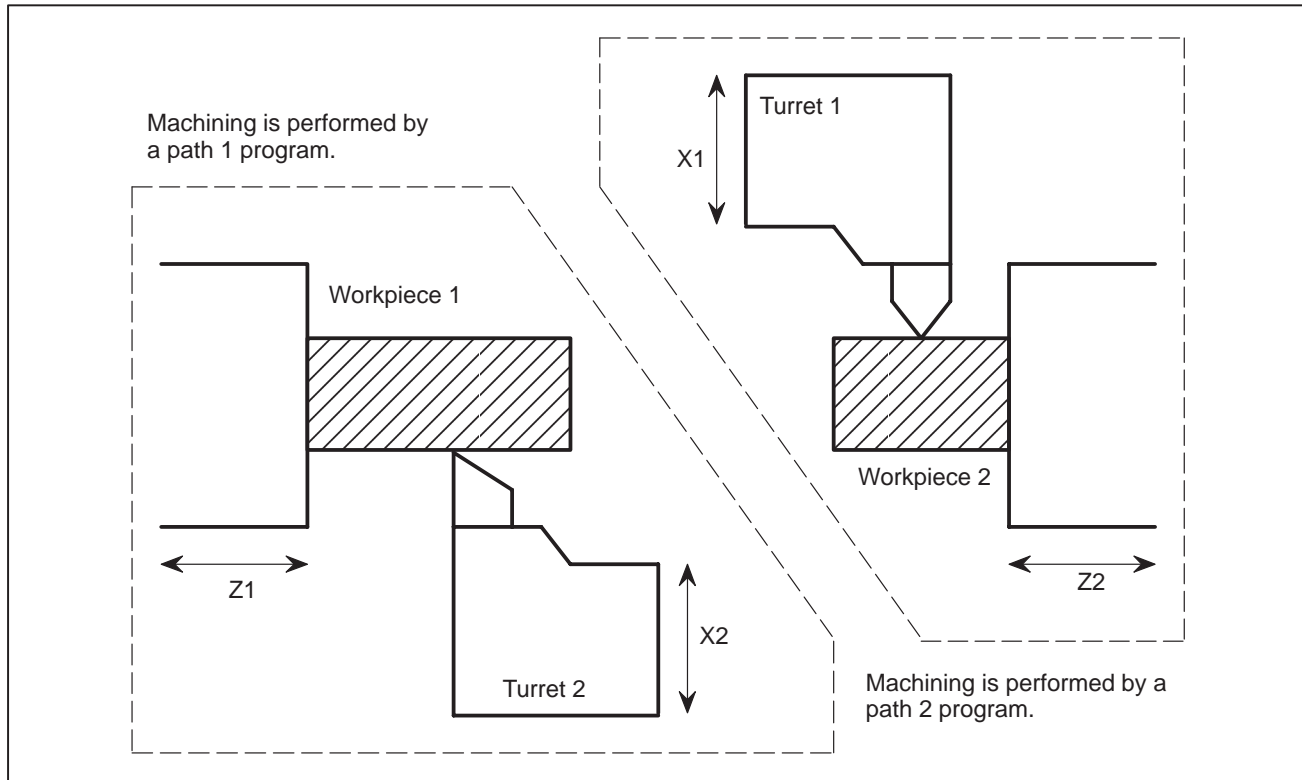 Machining is performed by
a path 1 program.
Turret 1
X1
Workpiece 1
Workpiece 2
Z1
Z2
X2
Turret 2
Machining is performed by a
path 2 program.